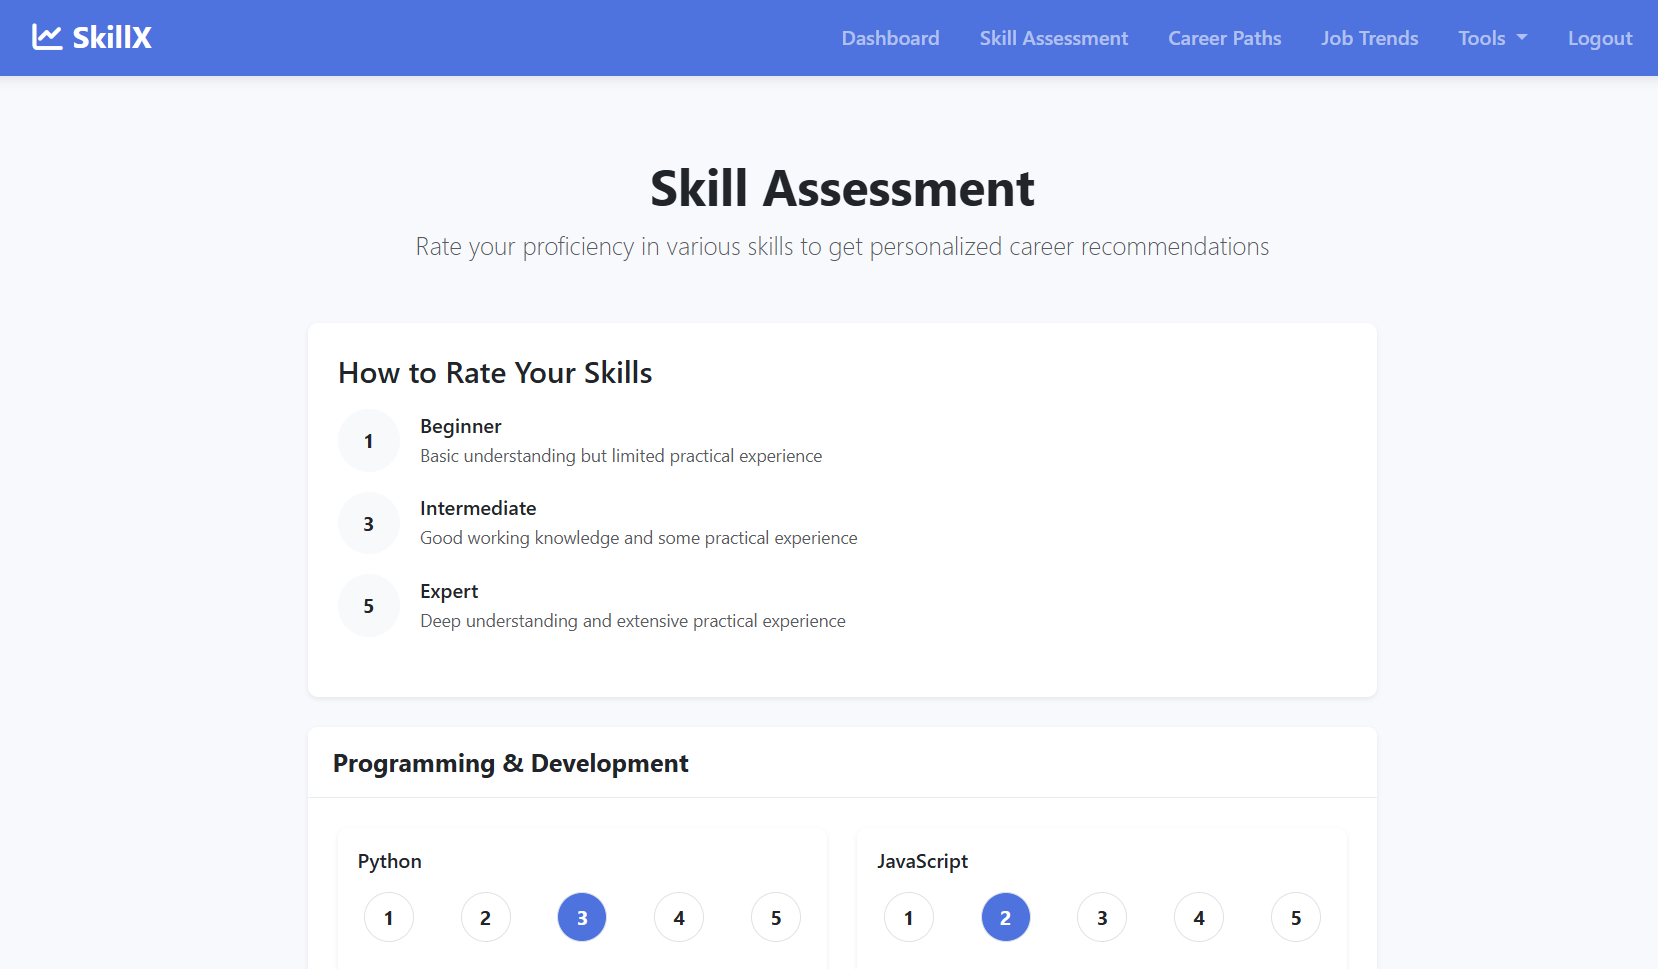 SkillX
Dashboard
Skill Assessment
Career Paths
Job Trends
Tools
Logout
Skill Assessment
Rate your proficiency in various skills to get personalized career recommendations
How to Rate Your Skills
1
Beginner
Basic understanding but limited practical experience
3
Intermediate
Good working knowledge and some practical experience
5
Expert
Deep understanding and extensive practical experience
Programming & Development
Python
1 2 3 4 5
JavaScript
1 2 3 4 5